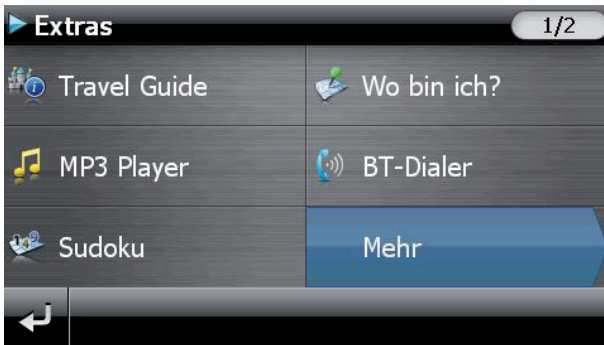 Extras 1/2
Travel Guide Wo bin ich?
MP3 Player BT-Dialer
Sudoku Mehr